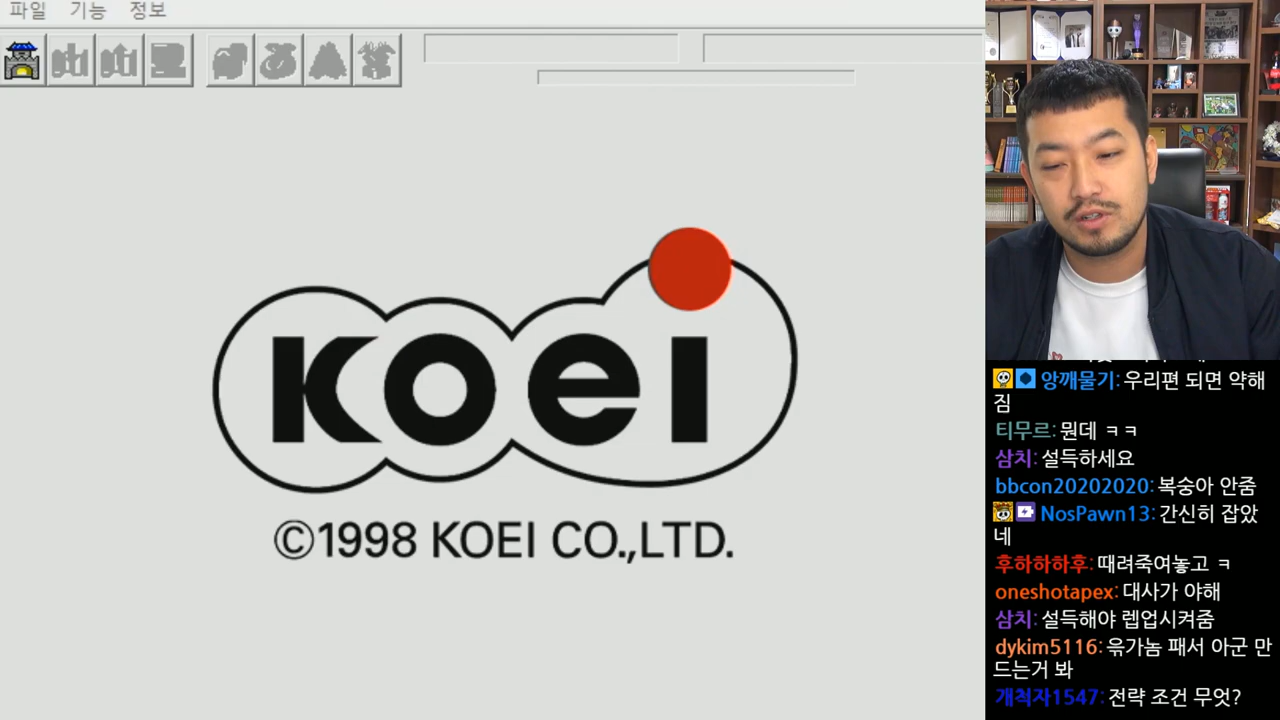 파일 기능 정보
koei
©1998 KOEI CO.,LTD.
앙깨물기: 우리편 되면 약해
짐
티무르: 뭔데 ㅋㅋ
삼치: 설득하세요
bbcon20202020: 복숭아 안줌
NosPawn13: 간신히 잡았
네
후하하하후: 때려죽여놓고 ㅋ
oneshotapex: 대사가 야해
삼치: 설득해야 렙업시켜줌
dykim5116: 윾가놈 패서 아군 만
드는거 봐
개척자1547: 전략 조건 무엇?